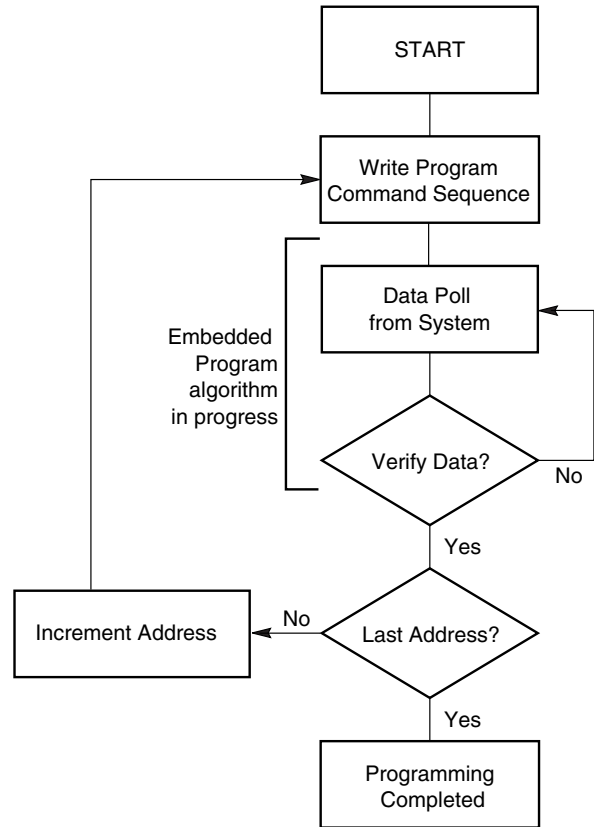 START
Write Program
Command Sequence
Data Poll
from System
Embedded
Program
algorithm
in progress
Verify Data?
No
Yes
No
Increment Address
Last Address?
Yes
Programming
Completed